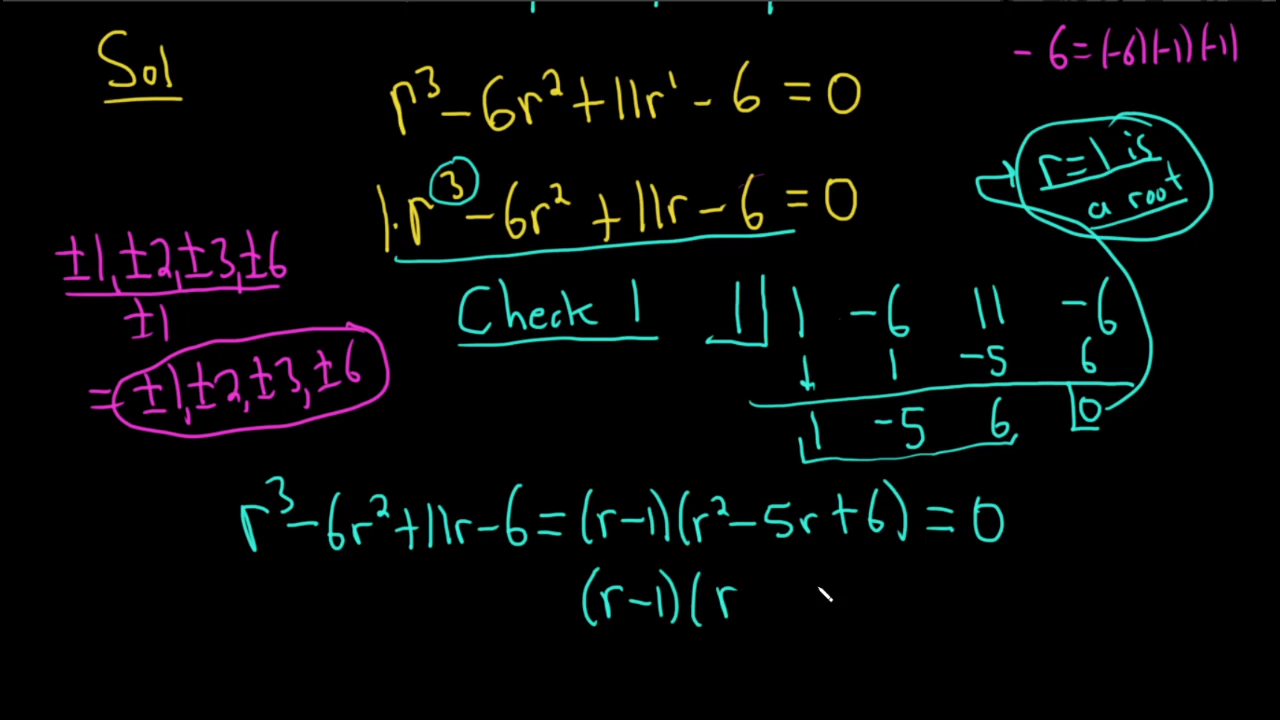 Sol
- 6 = (-6)(-1)(-1)
r³ - 6r² + 11r¹ - 6 = 0
1·r³ - 6r² + 11r - 6 = 0
r = 1 is
a root
±1, ±2, ±3, ±6
±1
= ±1, ±2, ±3, ±6
Check 1
1 1 -6 11 -6
1 -5 6
1 -5 6 0
r³ - 6r² + 11r - 6 = (r - 1)(r² - 5r + 6) = 0
(r - 1)(r